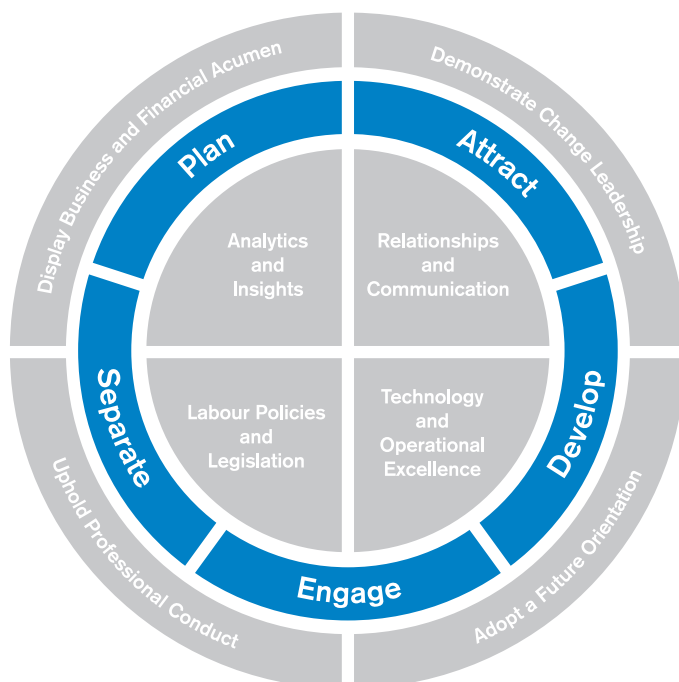 Display Business and Financial Acumen
Demonstrate Change Leadership
Plan
Attract
Analytics
and
Insights
Relationships
and
Communication
Separate
Develop
Labour Policies
and
Legislation
Technology
and
Operational
Excellence
Engage
Uphold Professional Conduct
Adopt a Future Orientation